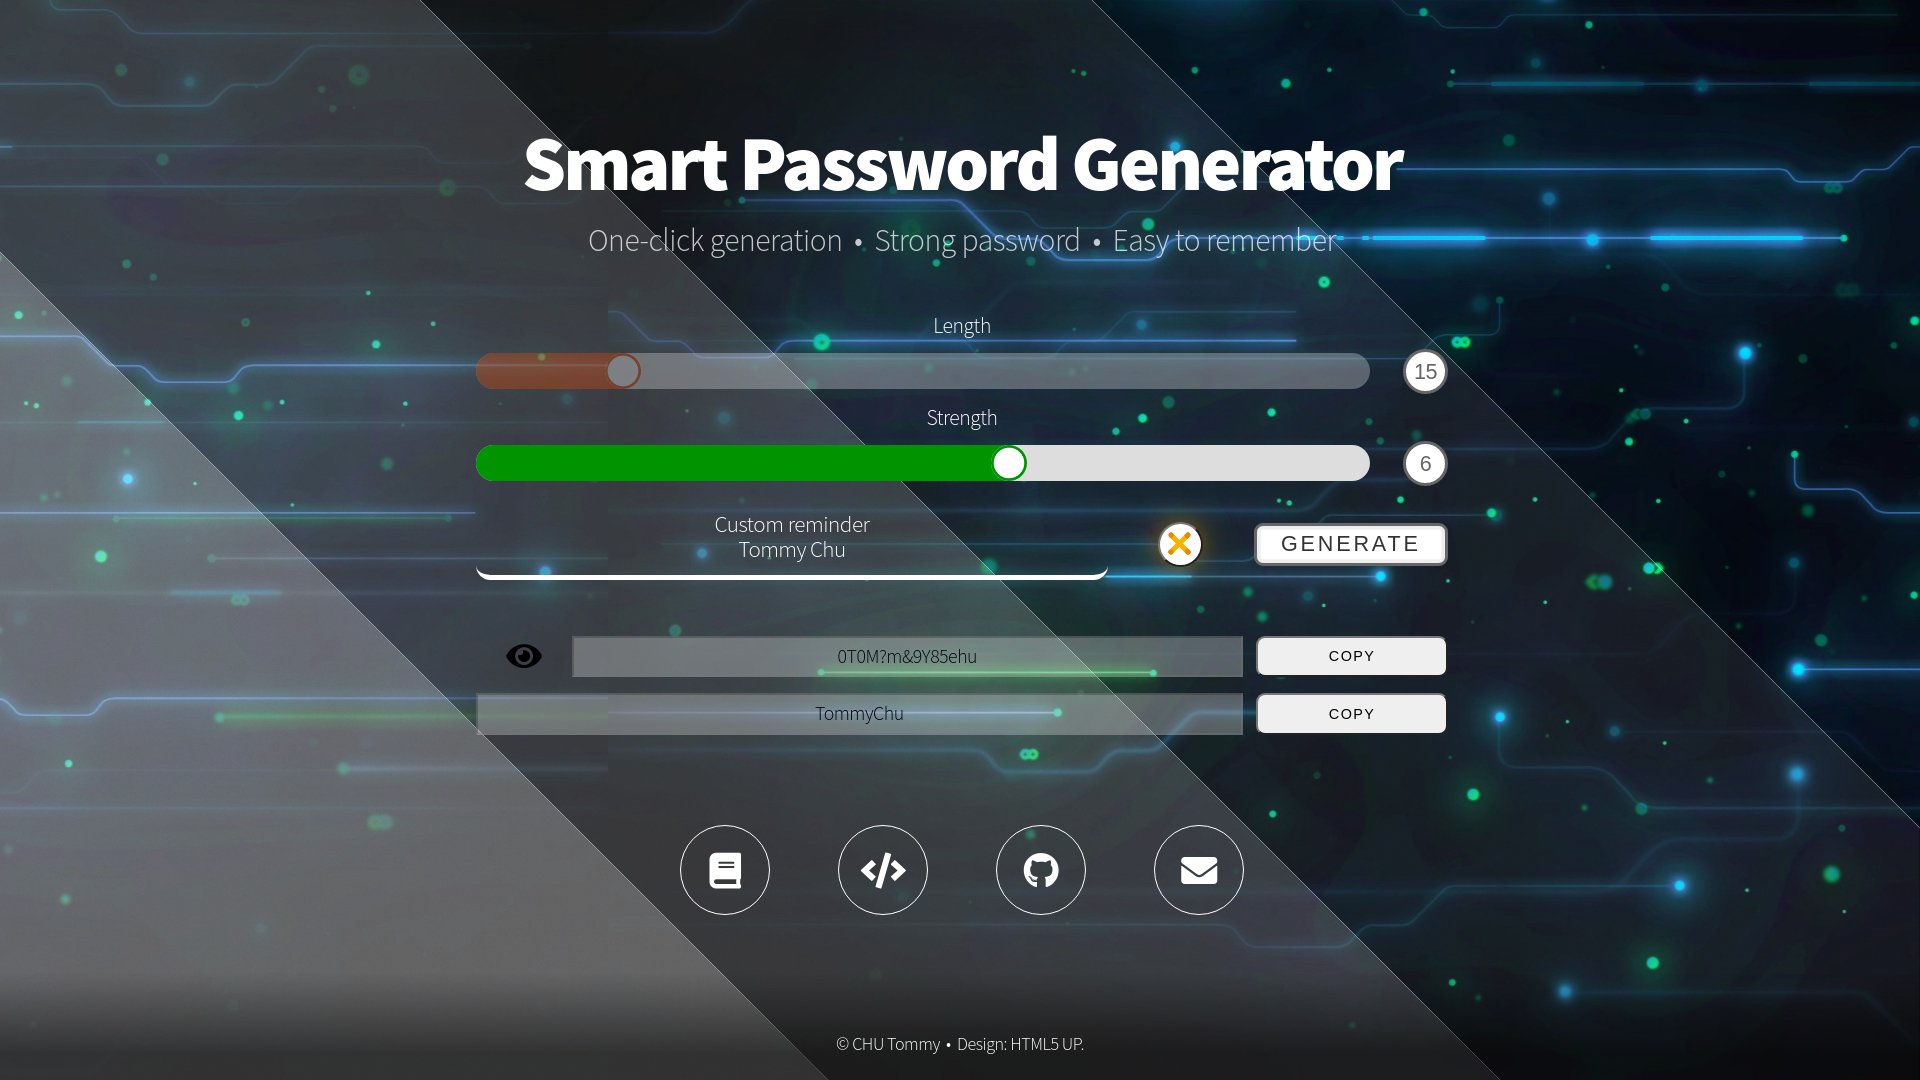 Smart Password Generator
One-click generation • Strong password • Easy to remember
Length
15
Strength
6
Custom reminder
Tommy Chu
GENERATE
0T0M?m&9Y85ehu
COPY
TommyChu
COPY
© CHU Tommy • Design: HTML5 UP.